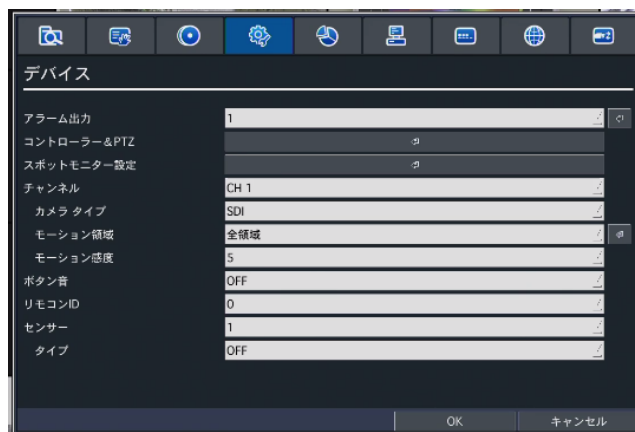 デバイス
アラーム出力 1
コントローラー&PTZ
スポットモニター設定
チャンネル CH 1
カメラ タイプ SDI
モーション領域 全領域
モーション感度 5
ボタン音 OFF
リモコンID 0
センサー 1
タイプ OFF
OK キャンセル